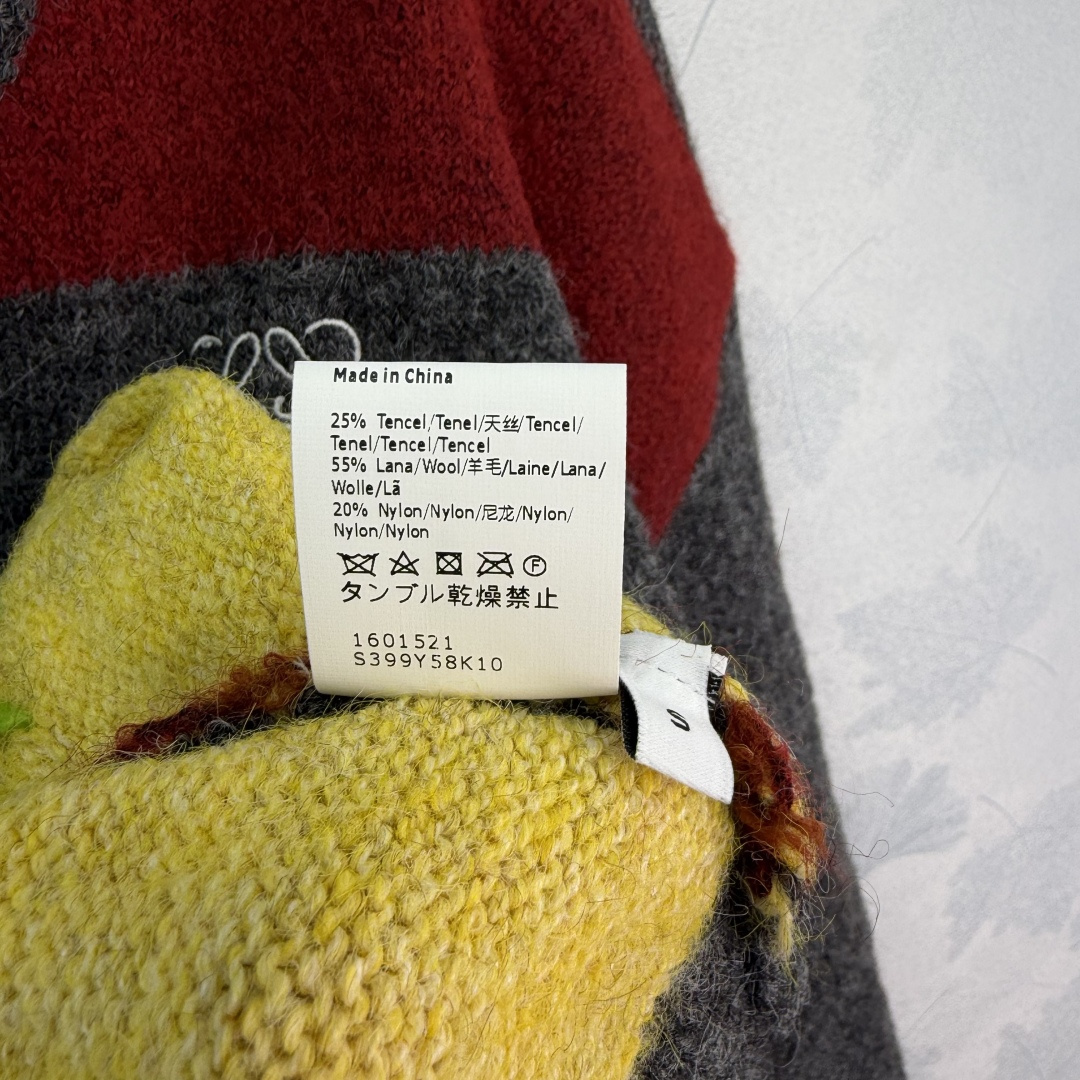 Made in China
25% Tencel/Tenel/天丝/Tencel/
Tenel/Tencel/Tencel
55% Lana/Wool/羊毛/Laine/Lana/
Wolle/Lã
20% Nylon/Nylon/尼龙/Nylon/
Nylon/Nylon
F
タンブル乾燥禁止
1601521
S399Y58K10
S